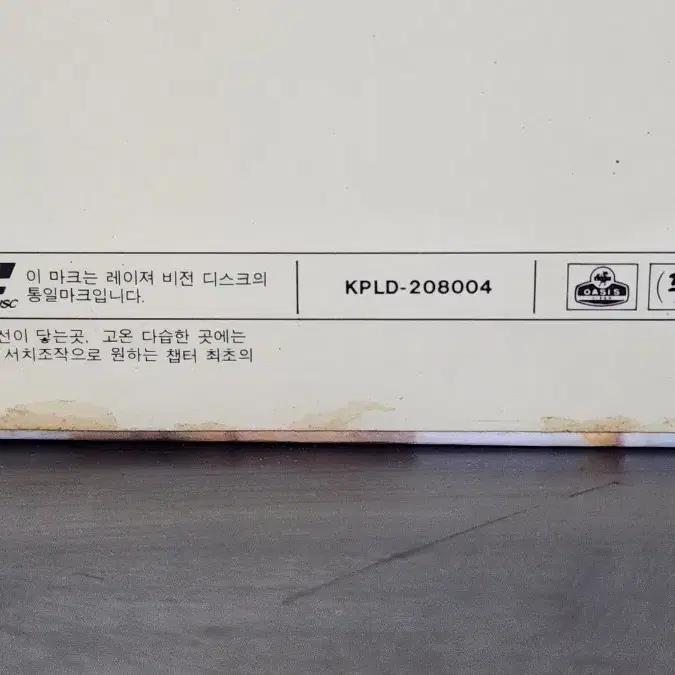 이 마크는 레이져 비전 디스크의
통일마크입니다.
KPLD-208004
OASIS
선이 닿는곳, 고온 다습한 곳에는
서치조작으로 원하는 챕터 최초의